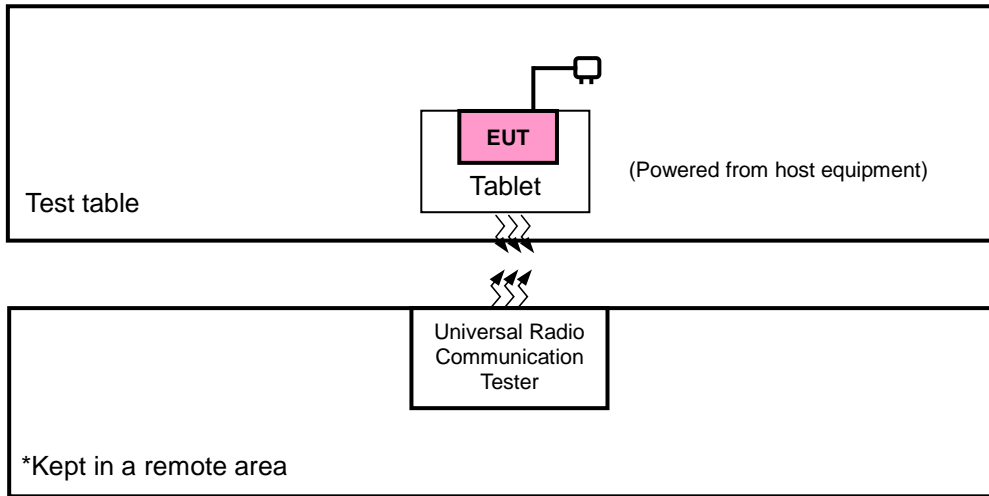 EUT
Tablet
(Powered from host equipment)
Test table
Universal Radio
Communication
Tester
*Kept in a remote area